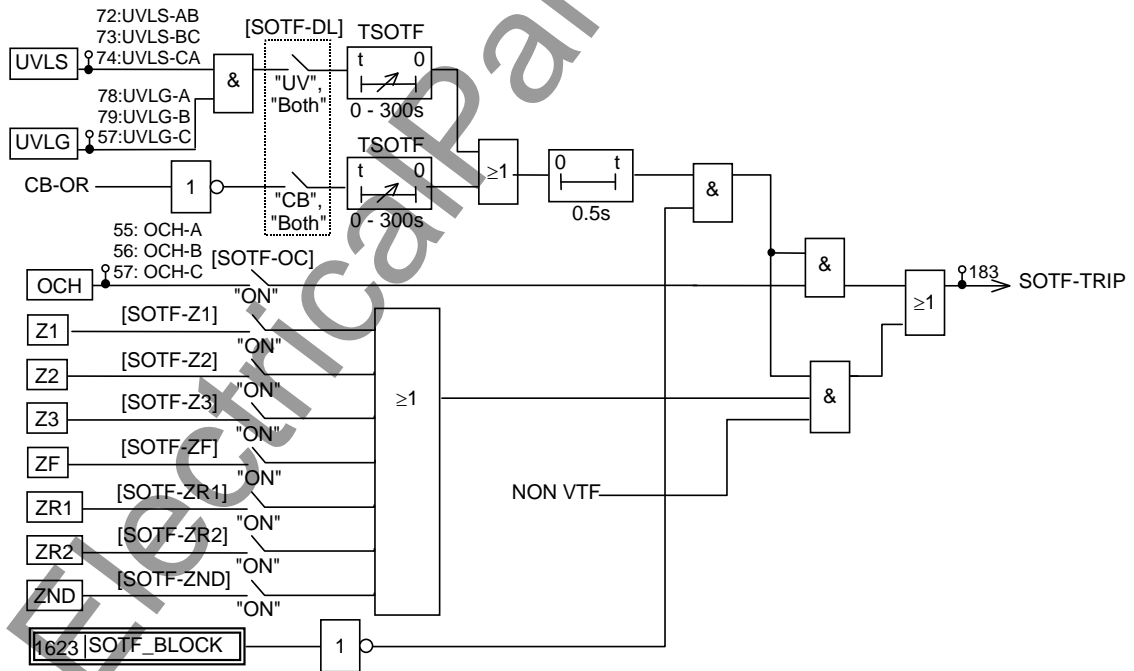 72:UVLS-AB
73:UVLS-BC
74:UVLS-CA
[SOTF-DL]
TSOTF
UVLS
&
t 0
"UV",
"Both"
0 - 300s
78:UVLG-A
79:UVLG-B
57:UVLG-C
UVLG
TSOTF
CB-OR
1
t 0
"CB",
"Both"
0 - 300s
≥1
0 t
0.5s
&
55: OCH-A
56: OCH-B
57: OCH-C
[SOTF-OC]
OCH
"ON"
&
≥1
183
SOTF-TRIP
Z1
[SOTF-Z1]
"ON"
Z2
[SOTF-Z2]
"ON"
Z3
[SOTF-Z3]
"ON"
≥1
&
ZF
[SOTF-ZF]
"ON"
NON VTF
ZR1
[SOTF-ZR1]
"ON"
ZR2
[SOTF-ZR2]
"ON"
ZND
[SOTF-ZND]
"ON"
1623 SOTF_BLOCK
1
ElectricalPa